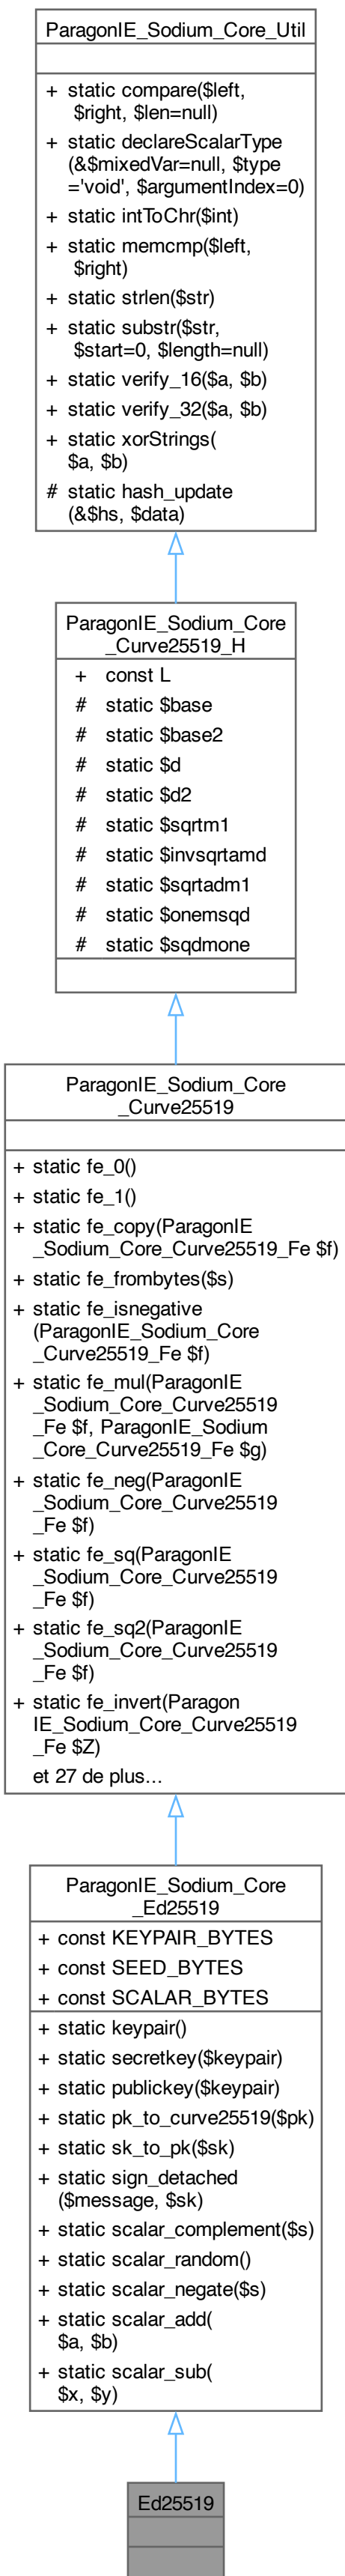 ParagonIE_Sodium_Core_Util
+ static compare($left,
$right, $len=null)
+ static declareScalarType
(&$mixedVar=null, $type
='void', $argumentIndex=0)
+ static intToChr($int)
+ static memcmp($left,
$right)
+ static strlen($str)
+ static substr($str,
$start=0, $length=null)
+ static verify_16($a, $b)
+ static verify_32($a, $b)
+ static xorStrings(
$a, $b)
# static hash_update
(&$hs, $data)
ParagonIE_Sodium_Core
_Curve25519_H
+ const L
# static $base
# static $base2
# static $d
# static $d2
# static $sqrtm1
# static $invsqrtamd
# static $sqrtadm1
# static $onemsqd
# static $sqdmone
ParagonIE_Sodium_Core
_Curve25519
+ static fe_0()
+ static fe_1()
+ static fe_copy(ParagonIE
_Sodium_Core_Curve25519_Fe $f)
+ static fe_frombytes($s)
+ static fe_isnegative
(ParagonIE_Sodium_Core
_Curve25519_Fe $f)
+ static fe_mul(ParagonIE
_Sodium_Core_Curve25519
_Fe $f, ParagonIE_Sodium
_Core_Curve25519_Fe $g)
+ static fe_neg(ParagonIE
_Sodium_Core_Curve25519
_Fe $f)
+ static fe_sq(ParagonIE
_Sodium_Core_Curve25519
_Fe $f)
+ static fe_sq2(ParagonIE
_Sodium_Core_Curve25519
_Fe $f)
+ static fe_invert(Paragon
IE_Sodium_Core_Curve25519
_Fe $Z)
et 27 de plus...
ParagonIE_Sodium_Core
_Ed25519
+ const KEYPAIR_BYTES
+ const SEED_BYTES
+ const SCALAR_BYTES
+ static keypair()
+ static secretkey($keypair)
+ static publickey($keypair)
+ static pk_to_curve25519($pk)
+ static sk_to_pk($sk)
+ static sign_detached
($message, $sk)
+ static scalar_complement($s)
+ static scalar_random()
+ static scalar_negate($s)
+ static scalar_add(
$a, $b)
+ static scalar_sub(
$x, $y)
Ed25519